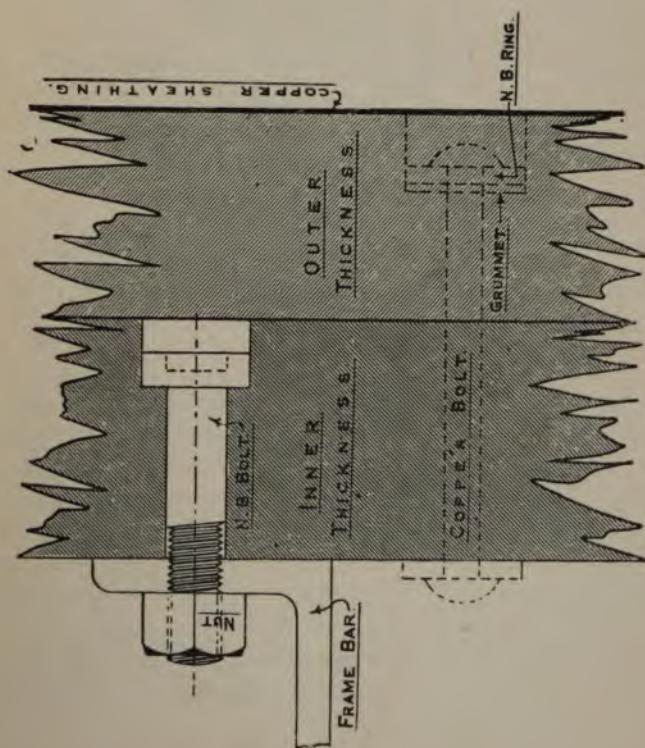 COPPER SHEATHING.
N.B. RING.
OUTER
THICKNESS.
GRUMMET
N.B. BOLT.
INNER
THICKNESS
COPPER BOLT.
NUT
FRAME BAR.